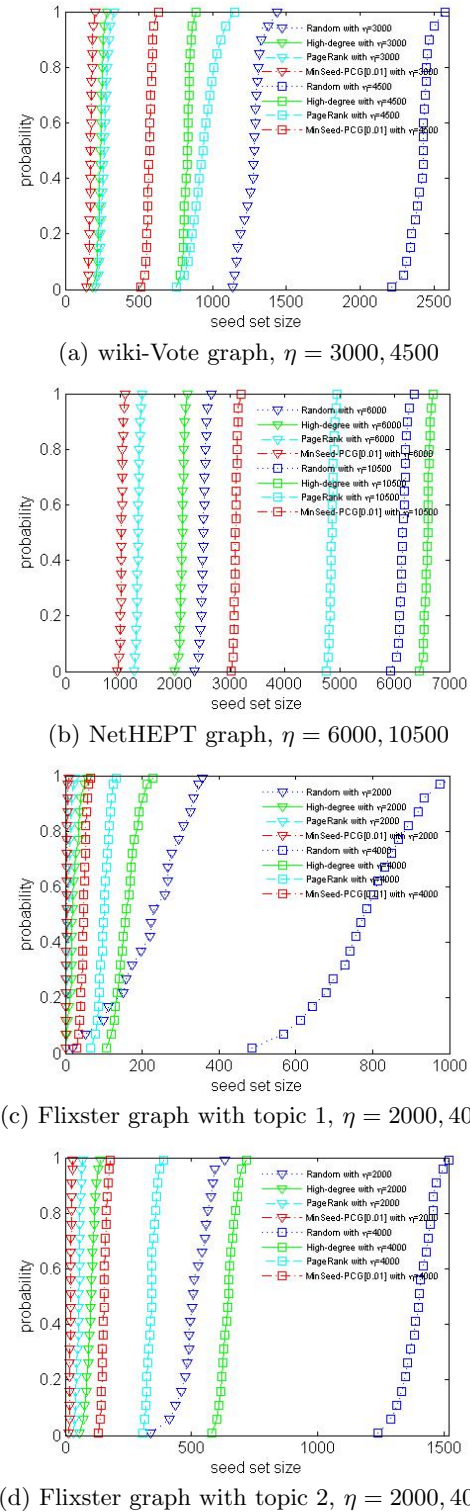 1
0.8
0.6
0.4
0.2
0
probability
0 500 1000 1500 2000 2500
seed set size
Random with η=3000
High-degree with η=3000
PageRank with η=3000
MinSeed-PCG[0.01] with η=3000
Random with η=4500
High-degree with η=4500
PageRank with η=4500
MinSeed-PCG[0.01] with η=4500
(a) wiki-Vote graph, η = 3000, 4500
1
0.8
0.6
0.4
0.2
0
probability
0 1000 2000 3000 4000 5000 6000 7000
seed set size
Random with η=6000
High-degree with η=6000
PageRank with η=6000
MinSeed-PCG[0.01] with η=6000
Random with η=10500
High-degree with η=10500
PageRank with η=10500
MinSeed-PCG[0.01] with η=10500
(b) NetHEPT graph, η = 6000, 10500
1
0.8
0.6
0.4
0.2
0
probability
0 200 400 600 800 1000
seed set size
Random with η=2000
High-degree with η=2000
PageRank with η=2000
MinSeed-PCG[0.01] with η=2000
Random with η=4000
High-degree with η=4000
PageRank with η=4000
MinSeed-PCG[0.01] with η=4000
(c) Flixster graph with topic 1, η = 2000, 40
1
0.8
0.6
0.4
0.2
0
probability
0 500 1000 1500
seed set size
Random with η=2000
High-degree with η=2000
PageRank with η=2000
MinSeed-PCG[0.01] with η=2000
Random with η=4000
High-degree with η=4000
PageRank with η=4000
MinSeed-PCG[0.01] with η=4000
(d) Flixster graph with topic 2, η = 2000, 40